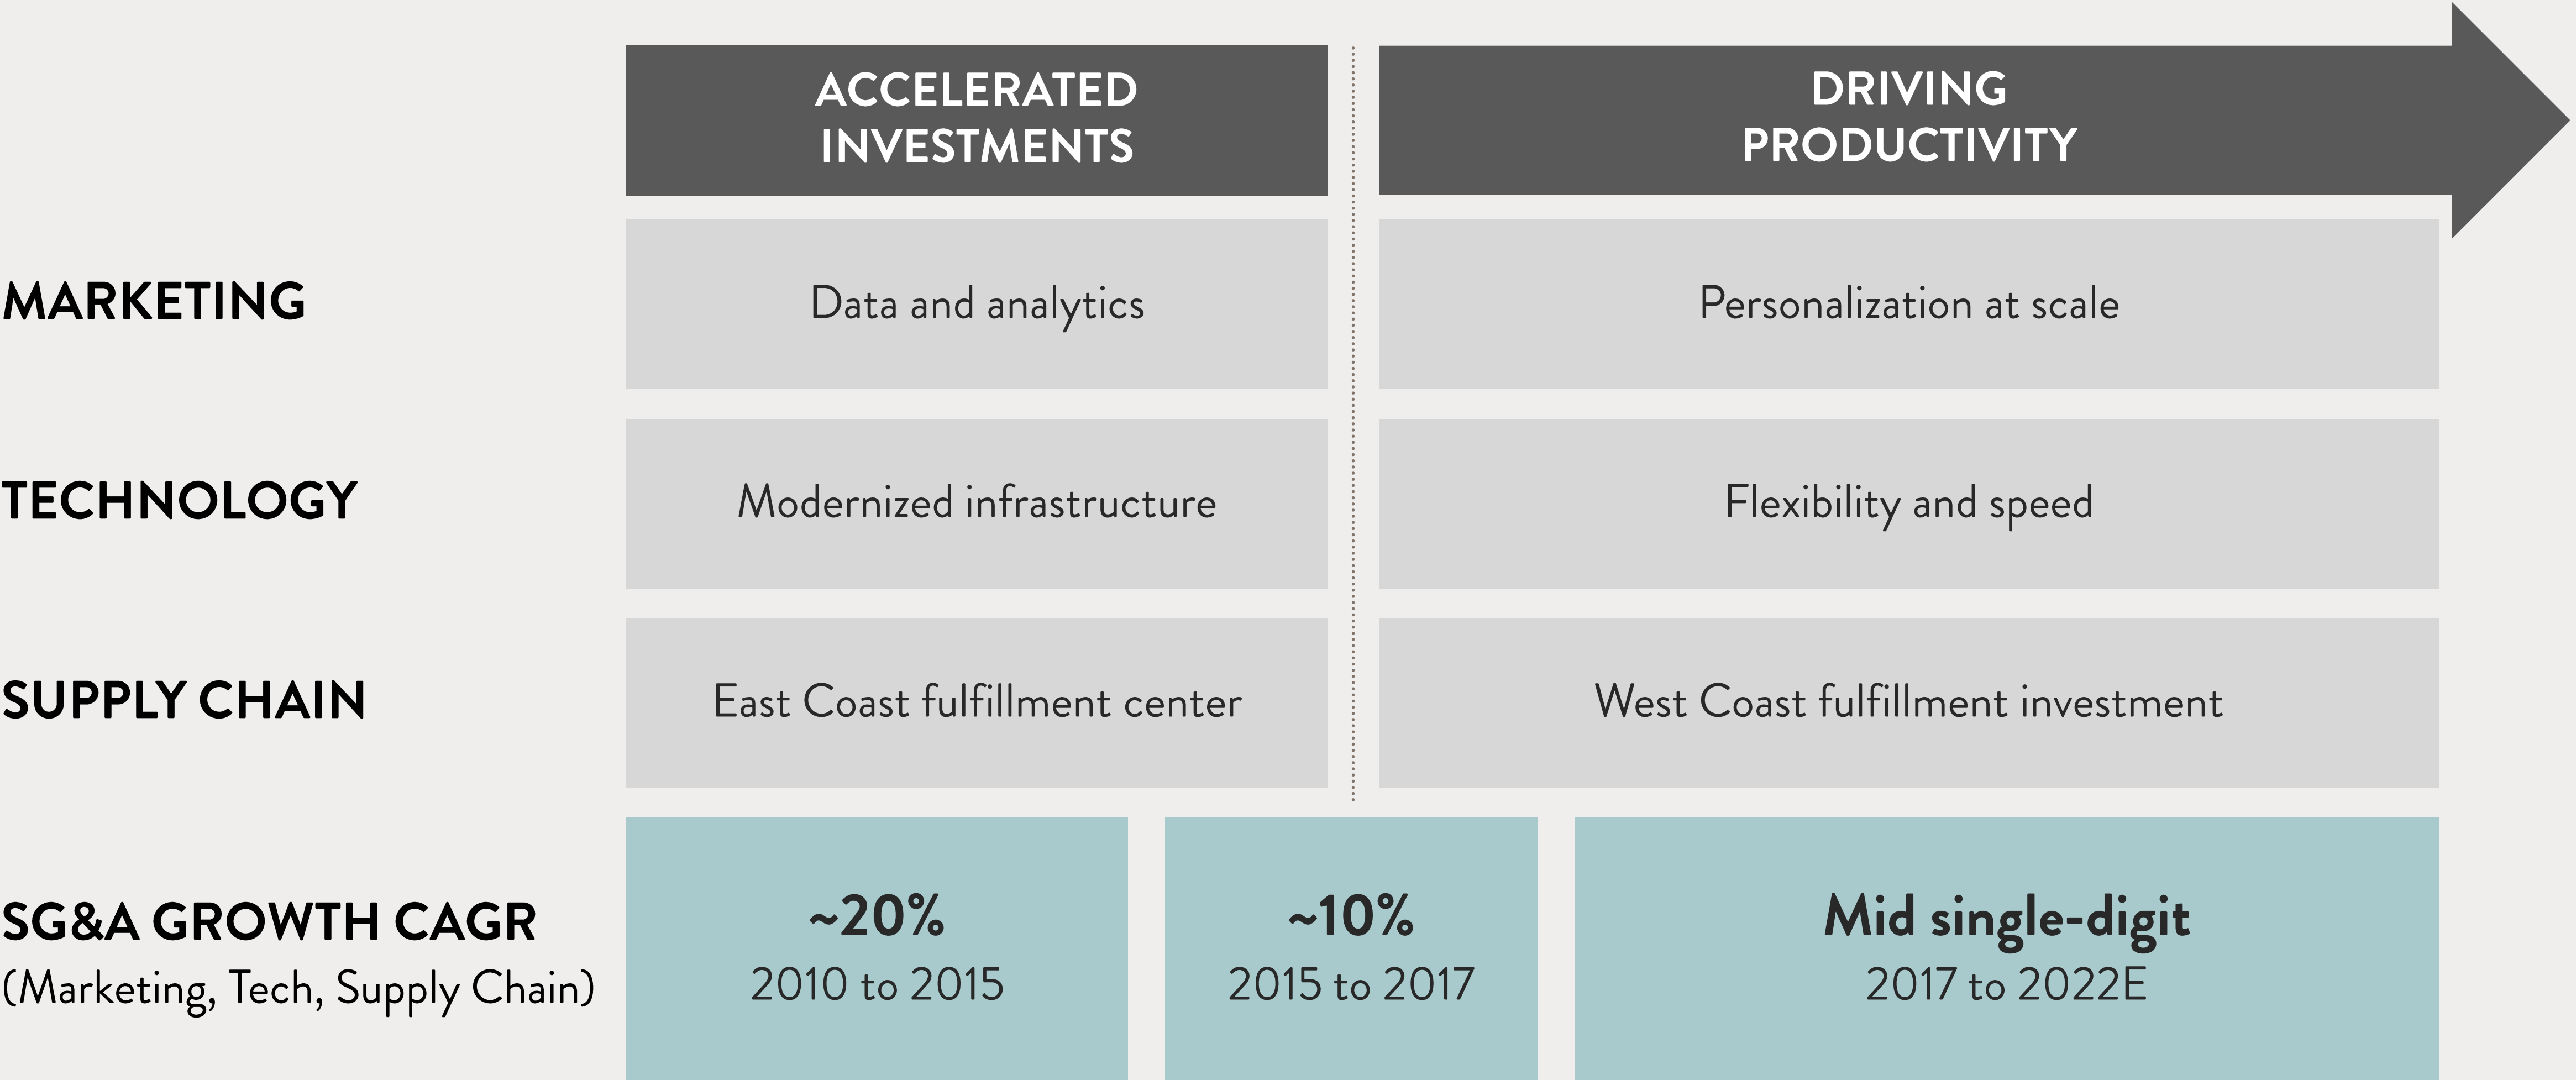 ACCELERATED
INVESTMENTS
DRIVING
PRODUCTIVITY
MARKETING
Data and analytics
Personalization at scale
TECHNOLOGY
Modernized infrastructure
Flexibility and speed
SUPPLY CHAIN
East Coast fulfillment center
West Coast fulfillment investment
SG&A GROWTH CAGR
(Marketing, Tech, Supply Chain)
~20%
2010 to 2015
~10%
2015 to 2017
Mid single-digit
2017 to 2022E